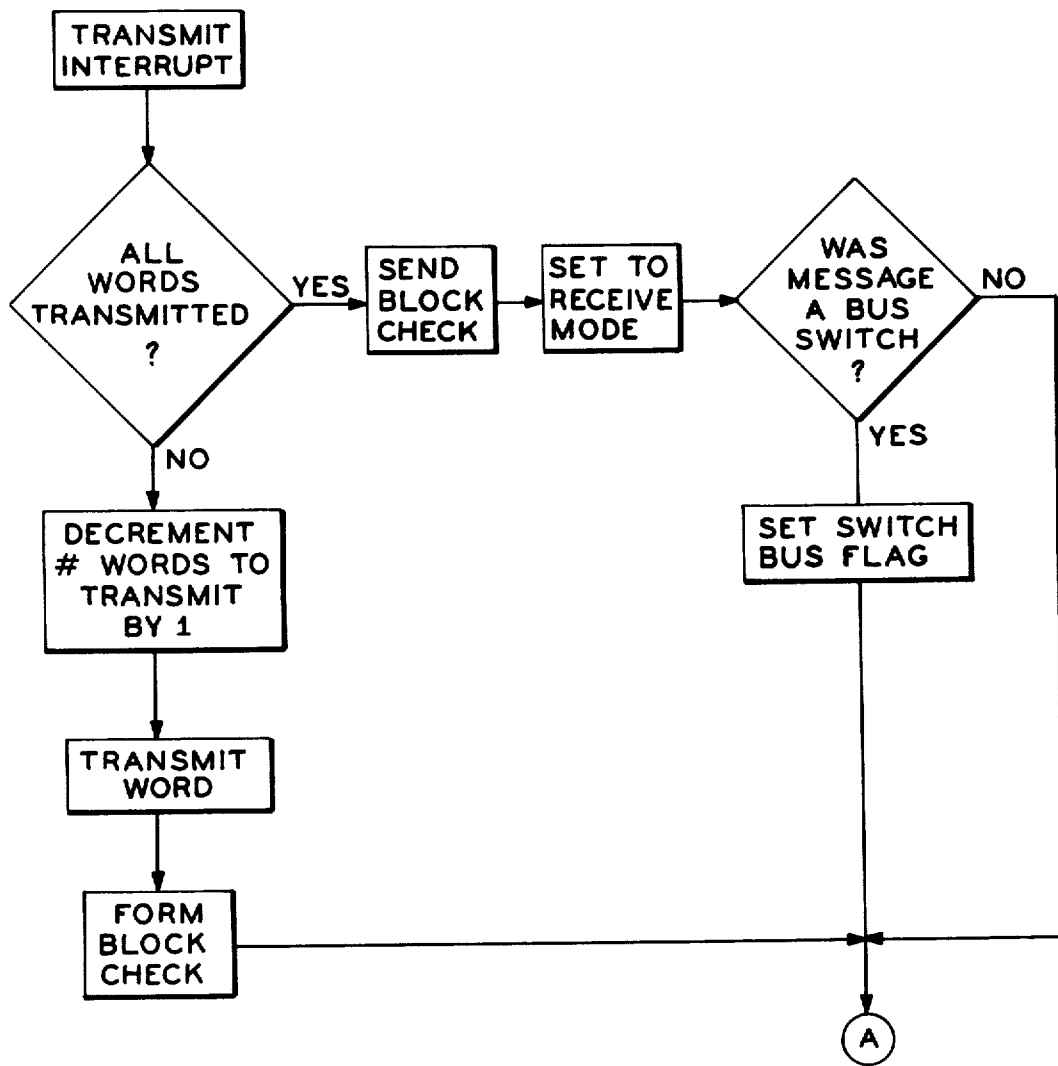 TRANSMIT
INTERRUPT
ALL
WORDS
TRANSMITTED
?
YES
SEND
BLOCK
CHECK
SET TO
RECEIVE
MODE
WAS
MESSAGE
A BUS
SWITCH
?
NO
YES
SET SWITCH
BUS FLAG
NO
DECREMENT
# WORDS TO
TRANSMIT
BY 1
TRANSMIT
WORD
FORM
BLOCK
CHECK
A